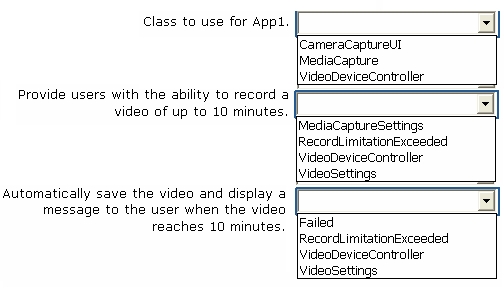 Class to use for App1.
CameraCaptureUI
MediaCapture
VideoDeviceController
Provide users with the ability to record a
video of up to 10 minutes.
MediaCaptureSettings
RecordLimitationExceeded
VideoDeviceController
VideoSettings
Automatically save the video and display a
message to the user when the video
reaches 10 minutes.
Failed
RecordLimitationExceeded
VideoDeviceController
VideoSettings